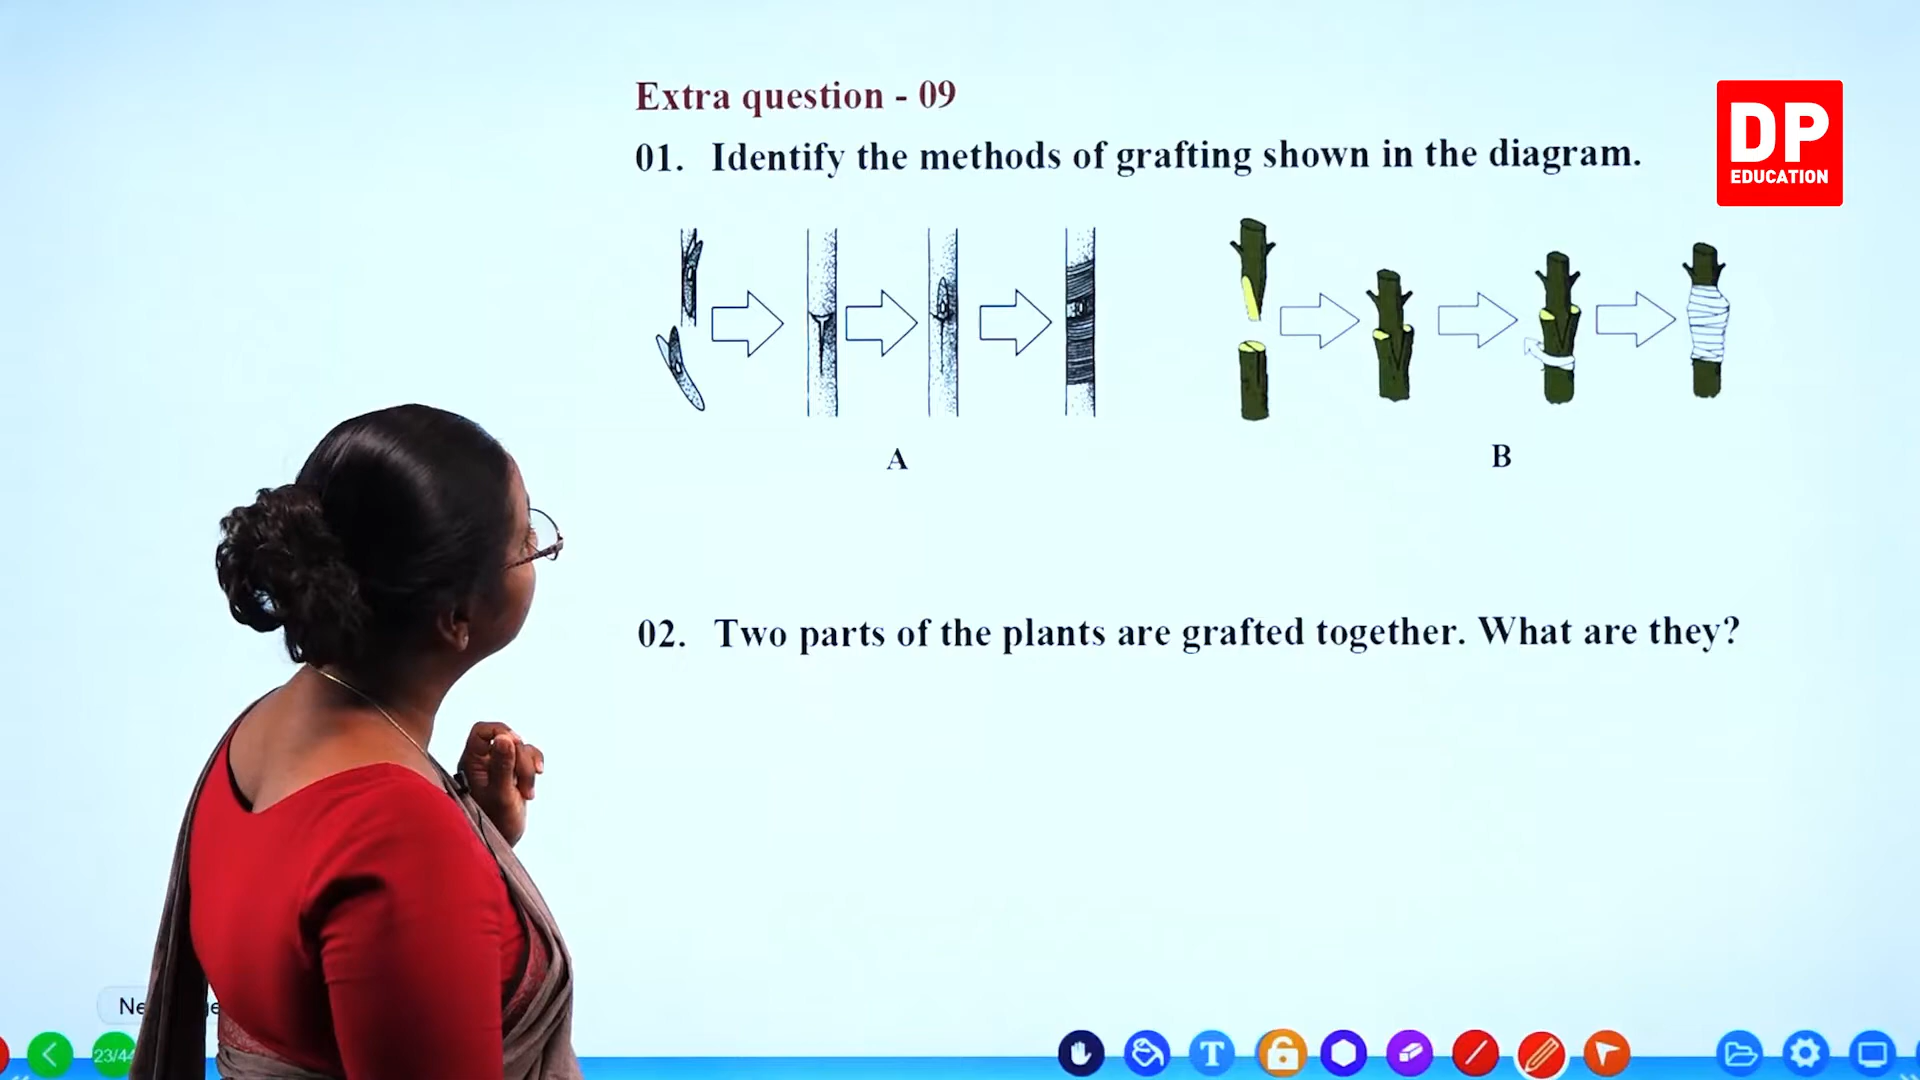 Extra question - 09
DP
EDUCATION
01. Identify the methods of grafting shown in the diagram.
A
B
02. Two parts of the plants are grafted together. What are they?
23/44
T